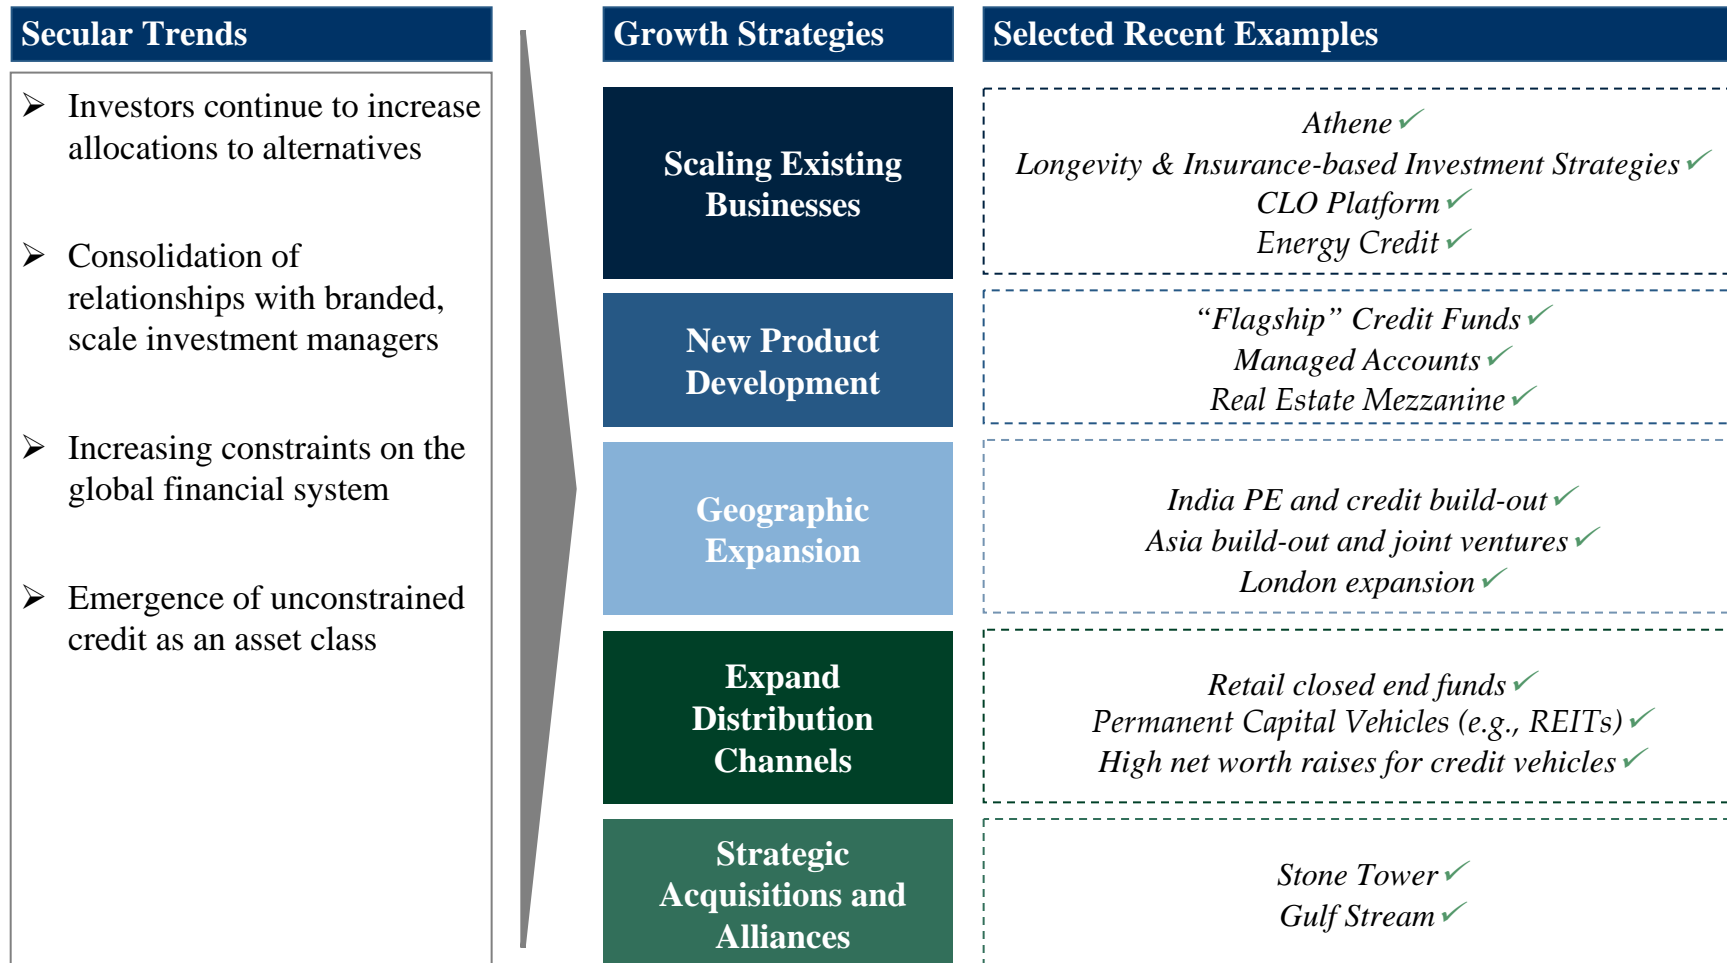 Secular Trends
Investors continue to increase
allocations to alternatives
Consolidation of
relationships with branded,
scale investment managers
Increasing constraints on the
global financial system
Emergence of unconstrained
credit as an asset class
Growth Strategies
Selected Recent Examples
Scaling Existing
Businesses
Athene
Longevity & Insurance-based Investment Strategies
CLO Platform
Energy Credit
New Product
Development
“Flagship” Credit Funds
Managed Accounts
Real Estate Mezzanine
Geographic
Expansion
India PE and credit build-out
Asia build-out and joint ventures
London expansion
Expand
Distribution
Channels
Retail closed end funds
Permanent Capital Vehicles (e.g., REITs)
High net worth raises for credit vehicles
Strategic
Acquisitions and
Alliances
Stone Tower
Gulf Stream